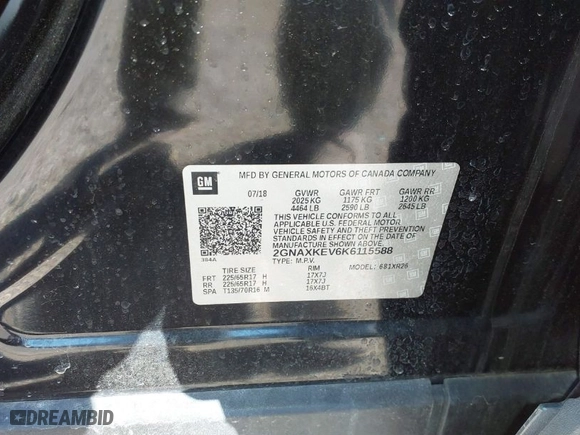 GM
MFD BY GENERAL MOTORS OF CANADA COMPANY
07/18 GVWR GAWR FRT GAWR RR
2025 KG 1175 KG 1200 KG
4464 LB 2590 LB 2645 LB
THIS VEHICLE CONFORMS TO ALL
APPLICABLE U.S. FEDERAL MOTOR
VEHICLE SAFETY AND THEFT PREVENTION
STANDARDS IN EFFECT ON THE DATE OF
MANUFACTURE SHOWN ABOVE.
2GNAXKEV6K6115588
384A TYPE: M.P.V. MODEL: 681XR26
TIRE SIZE RIM
FRT 225/65R17 H 17X7J
RR 225/65R17 H 17X7J
SPA T135/70R16 M 16X4BT
DREAMBID